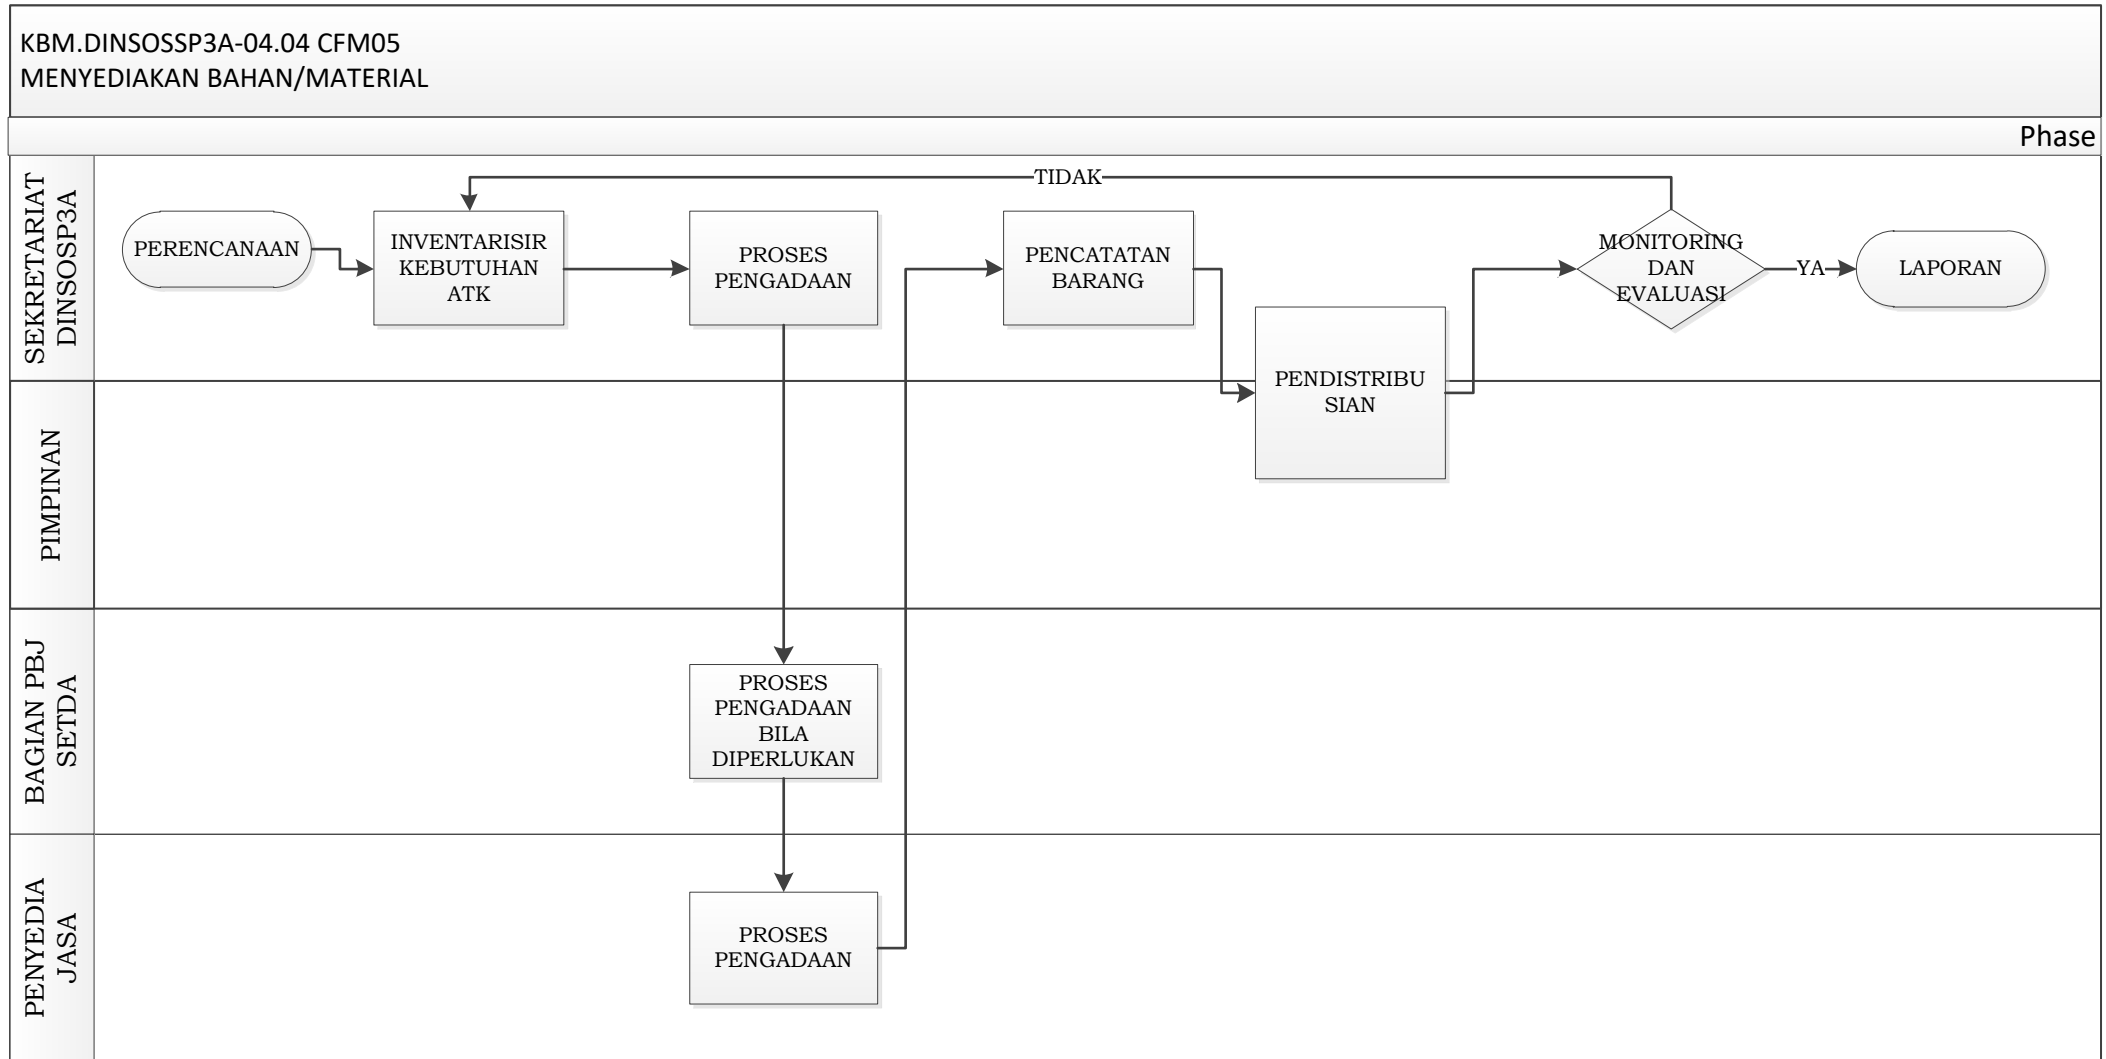 KBM.DINSOSSP3A-04.04 CFM05
MENYEDIAKAN BAHAN/MATERIAL
Phase
SEKRETARIAT
DINSOSP3A
TIDAK
PERENCANAAN
INVENTARISIR
KEBUTUHAN
ATK
PROSES
PENGADAAN
PENCATATAN
BARANG
PENDISTRIBU
SIAN
MONITORING
DAN
EVALUASI
YA
LAPORAN
PIMPINAN
BAGIAN PBJ
SETDA
PROSES
PENGADAAN
BILA
DIPERLUKAN
PENYEDIA
JASA
PROSES
PENGADAAN